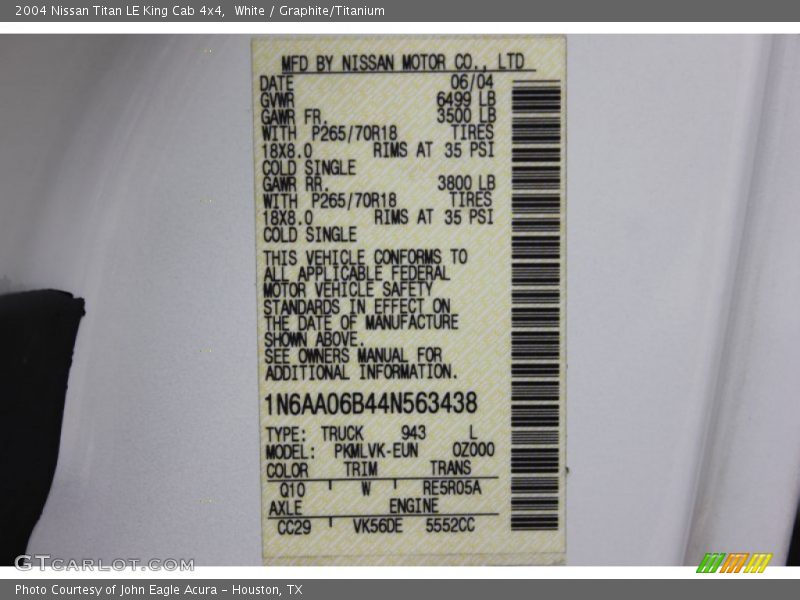 2004 Nissan Titan LE King Cab 4x4, White / Graphite/Titanium
MFD BY NISSAN MOTOR CO., LTD
DATE 06/04
GVWR 6499 LB
GAWR FR. 3500 LB
WITH P265/70R18 TIRES
18X8.0 RIMS AT 35 PSI
COLD SINGLE
GAWR RR. 3800 LB
WITH P265/70R18 TIRES
18X8.0 RIMS AT 35 PSI
COLD SINGLE
THIS VEHICLE CONFORMS TO
ALL APPLICABLE FEDERAL
MOTOR VEHICLE SAFETY
STANDARDS IN EFFECT ON
THE DATE OF MANUFACTURE
SHOWN ABOVE.
SEE OWNERS MANUAL FOR
ADDITIONAL INFORMATION.
1N6AA06B44N563438
TYPE: TRUCK 943 L
MODEL: PKMLVK-EUN 0Z000
COLOR TRIM TRANS
Q10 W RE5R05A
AXLE ENGINE
CC29 VK56DE 5552CC
GTCARLOT.COM
Photo Courtesy of John Eagle Acura - Houston, TX